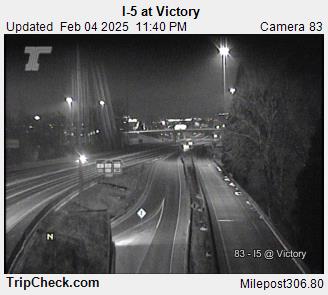 I-5 at Victory
Updated Feb 04 2025 11:40 PM Camera 83
T
N
83 - I5 @ Victory
TripCheck.com Milepost306.80